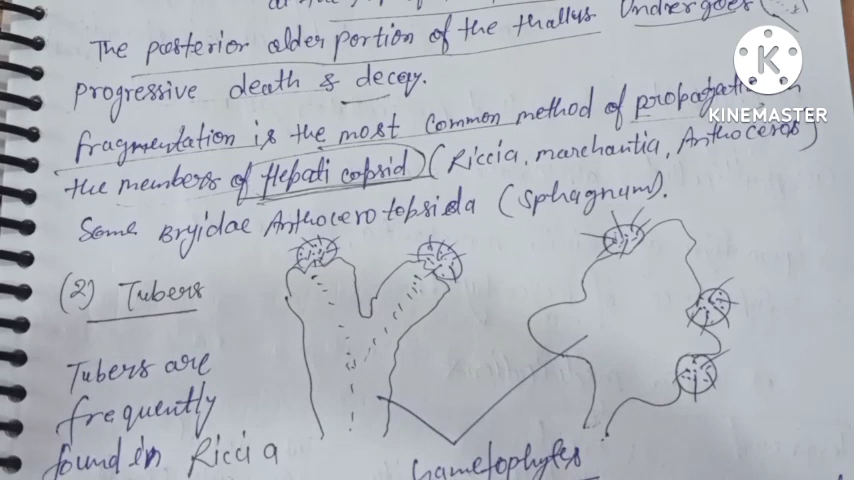 The posterior older portion of the thallus Undergoes
progressive death & decay.
fragmentation is the most common method of propagation in
the members of Hepati copsid (Riccia, marchantia, Anthoceros)
Some Bryidae Anthocerotopsida (Sphagnum).
(2) Tubers
Tubers are
frequently
found in Riccia
Gametophytes
K
KINEMASTER